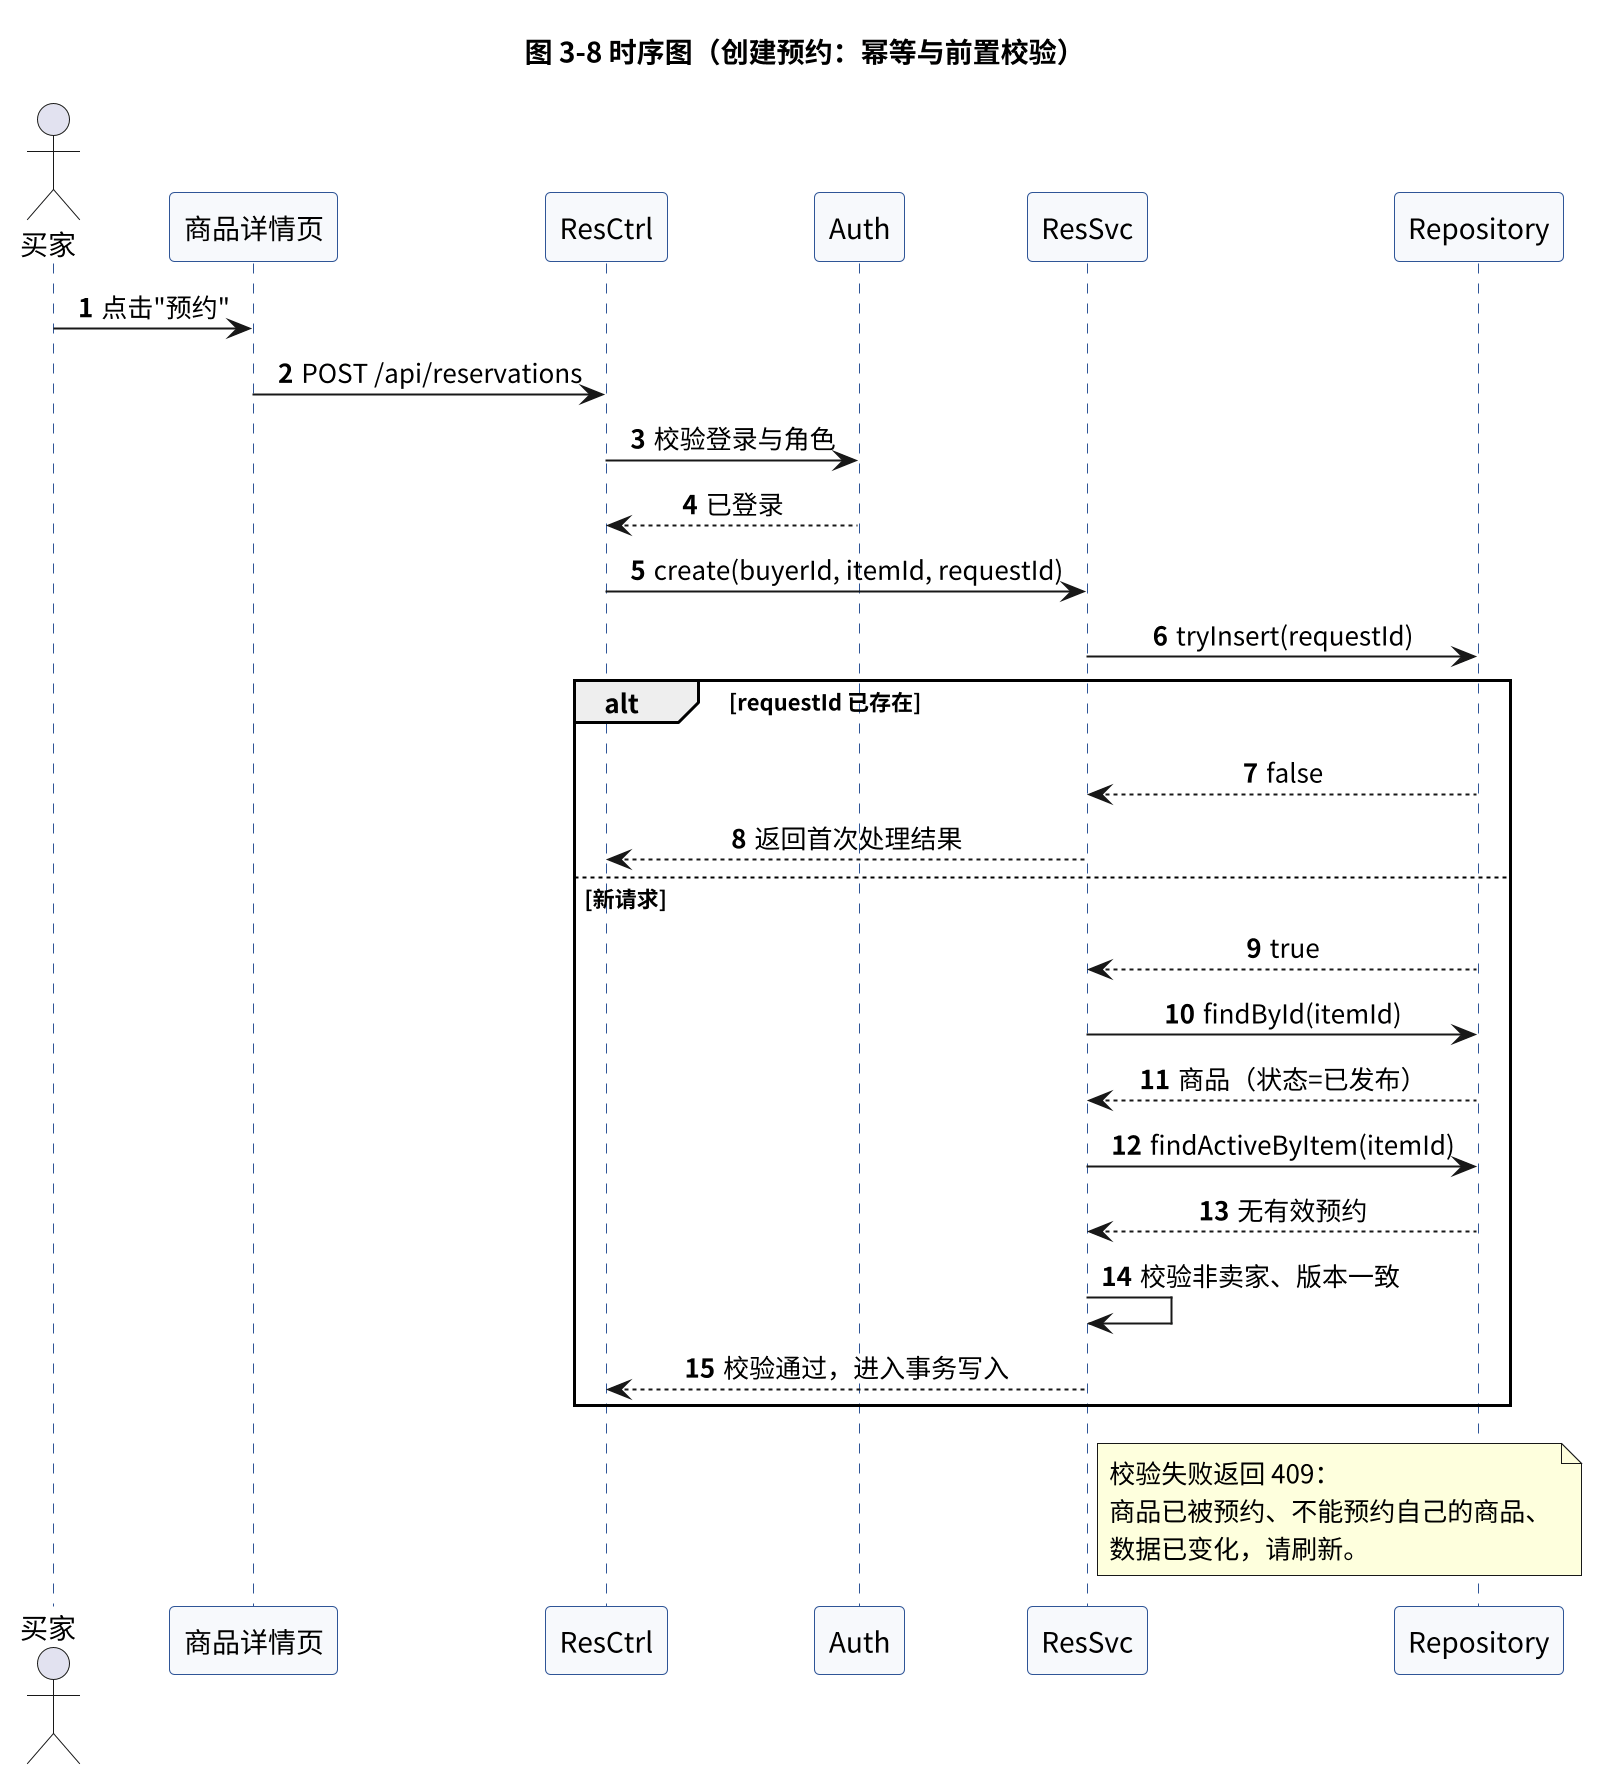 图 3-8 时序图（创建预约：幂等与前置校验）
买家
商品详情页
ResCtrl
Auth
ResSvc
Repository
1 点击"预约"
2 POST /api/reservations
3 校验登录与角色
4 已登录
5 create(buyerId, itemId, requestId)
6 tryInsert(requestId)
alt [requestId 已存在]
7 false
8 返回首次处理结果
[新请求]
9 true
10 findById(itemId)
11 商品（状态=已发布）
12 findActiveByItem(itemId)
13 无有效预约
14 校验非卖家、版本一致
15 校验通过，进入事务写入
校验失败返回 409：
商品已被预约、不能预约自己的商品、
数据已变化，请刷新。
买家
商品详情页
ResCtrl
Auth
ResSvc
Repository